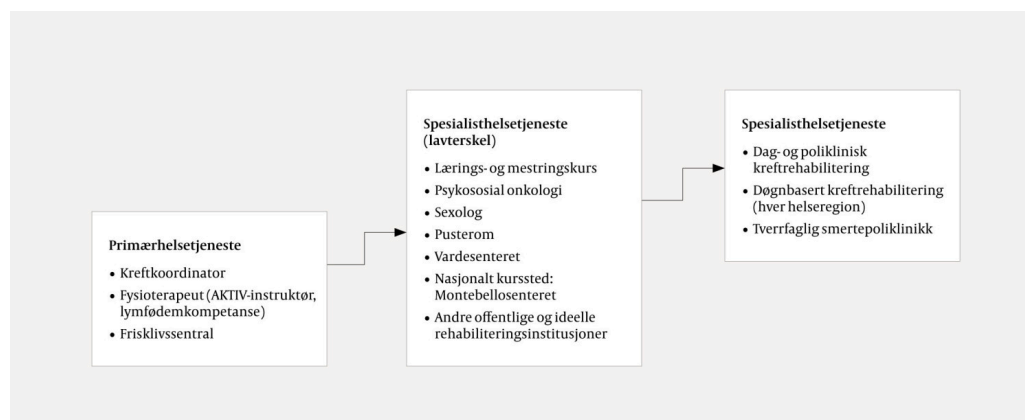 Primærhelsetjeneste
• Kreftkoordinator
• Fysioterapeut (AKTIV-instruktør,
lymfødemkompetanse)
• Frisklivssentral
Spesialisthelsetjeneste
(lavterskel)
• Lærings- og mestringskurs
• Psykososial onkologi
• Sexolog
• Pusterom
• Vardesenteret
• Nasjonalt kurssted:
Montebellosenteret
• Andre offentlige og ideelle
rehabiliteringsinstitusjoner
Spesialisthelsetjeneste
• Dag- og poliklinisk
kreftrehabilitering
• Døgnbasert kreftrehabilitering
(hver helseregion)
• Tverrfaglig smertepoliklinikk